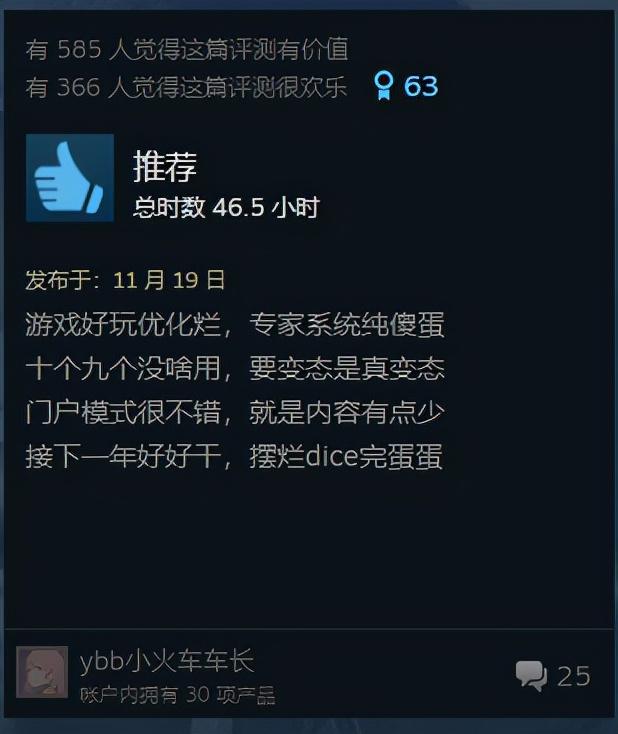 有 585 人觉得这篇评测有价值
有 366 人觉得这篇评测很欢乐 63
推荐
总时数 46.5 小时
发布于：11 月 19 日
游戏好玩优化烂，专家系统纯傻蛋
十个九个没啥用，要变态是真变态
门户模式很不错，就是内容有点少
接下一年好好干，摆烂dice完蛋蛋
ybb小火车车长
账户内拥有 30 项产品
25